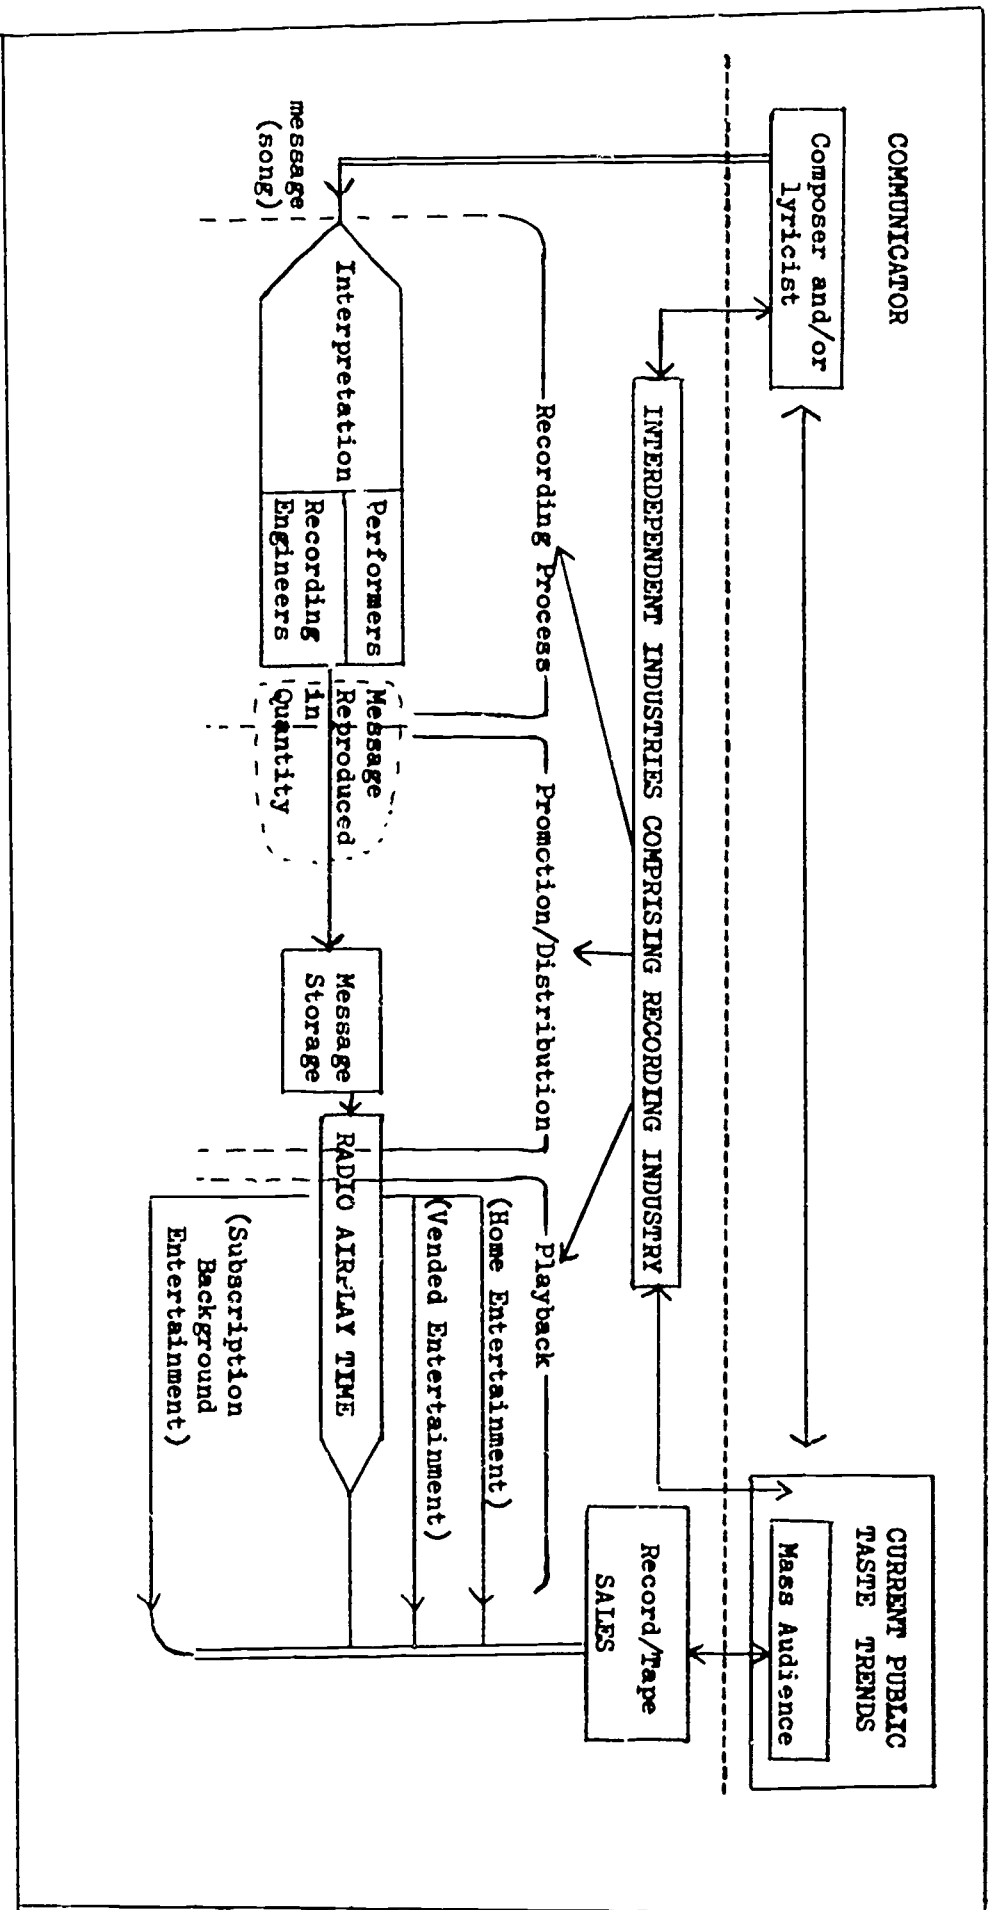 COMMUNICATOR
Composer and/or
lyricist
CURRENT PUBLIC
TASTE TRENDS
Mass Audience
INTERDEPENDENT INDUSTRIES COMPRISING RECORDING INDUSTRY
Record/Tape
SALES
Recording Process
Promotion/Distribution
Playback
message
(song)
Interpretation
Performers
Recording
Engineers
Message
Reproduced
in
Quantity
Message
Storage
RADIO AIRPLAY TIME
(Home Entertainment)
(Vended Entertainment)
(Subscription
Background
Entertainment)